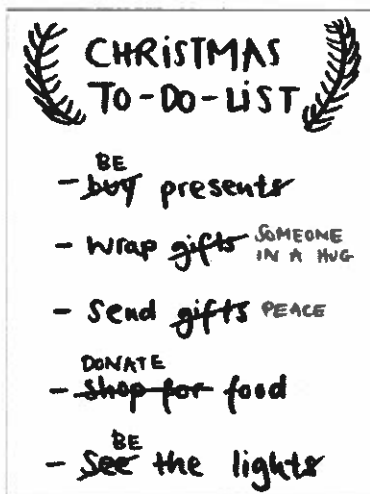 CHRiSTMAS
TO-DO-LiST
BE
- buy presents
- wrap gifts SOMEONE
IN A HUG
- Send gifts PEACE
DONATE
- shop for food
BE
- See the lights